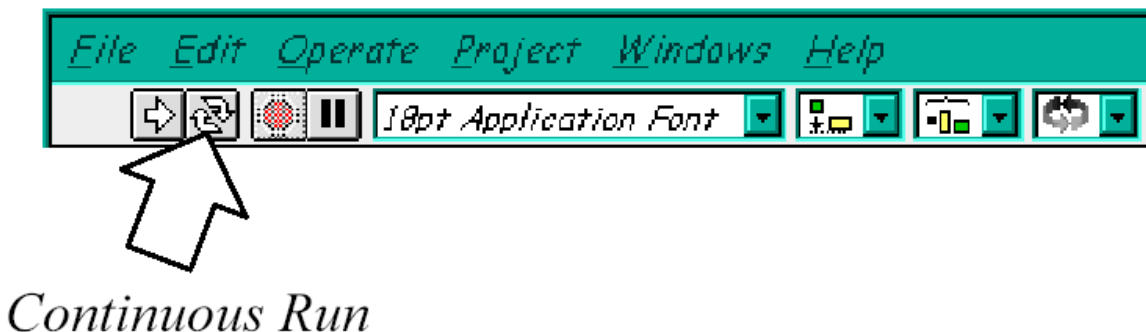 File Edit Operate Project Windows Help
18pt Application Font
Continuous Run